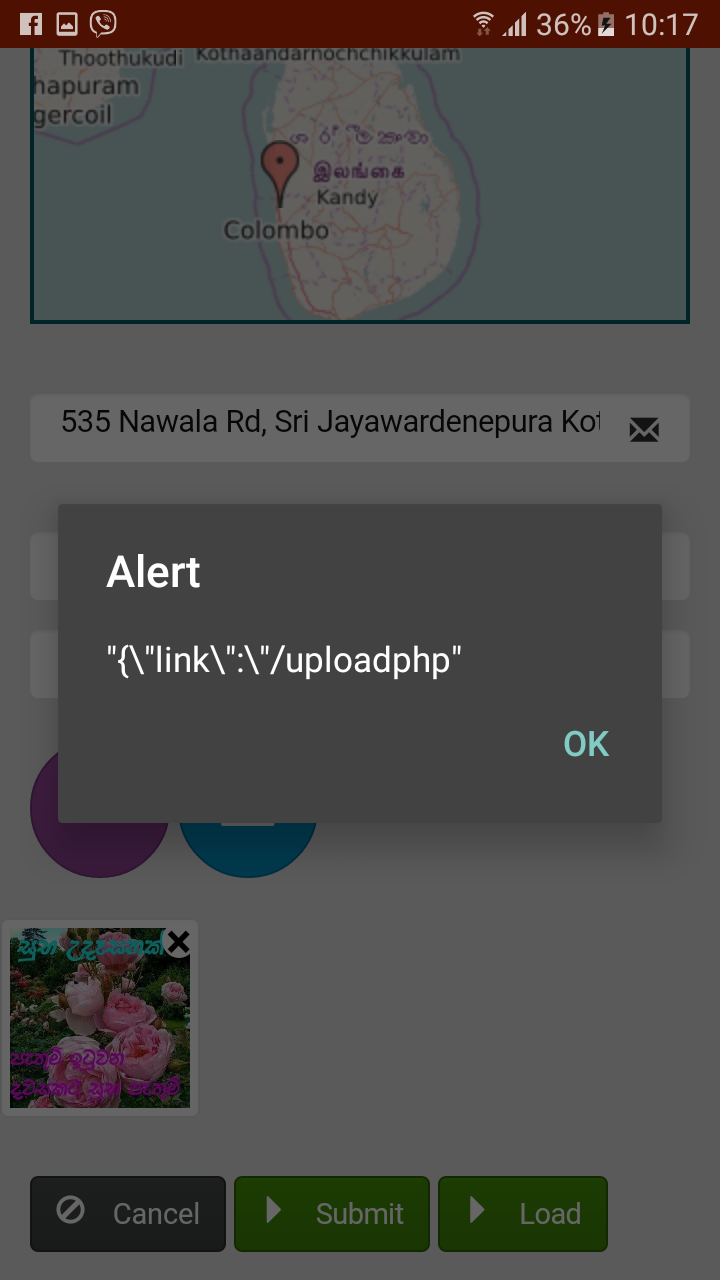 36% 10:17
Thoothukudi Kothaandarnochchikkulam
hapuram
gercoil
ශ්‍රී ලංකාව
இலங்கை
Kandy
Colombo
535 Nawala Rd, Sri Jayawardenepura Kot
Alert
"{\"link\":\"/uploadphp"
OK
සුභ උදෑසනක්
පැතුම් ඉටුවන
Cancel
Submit
Load